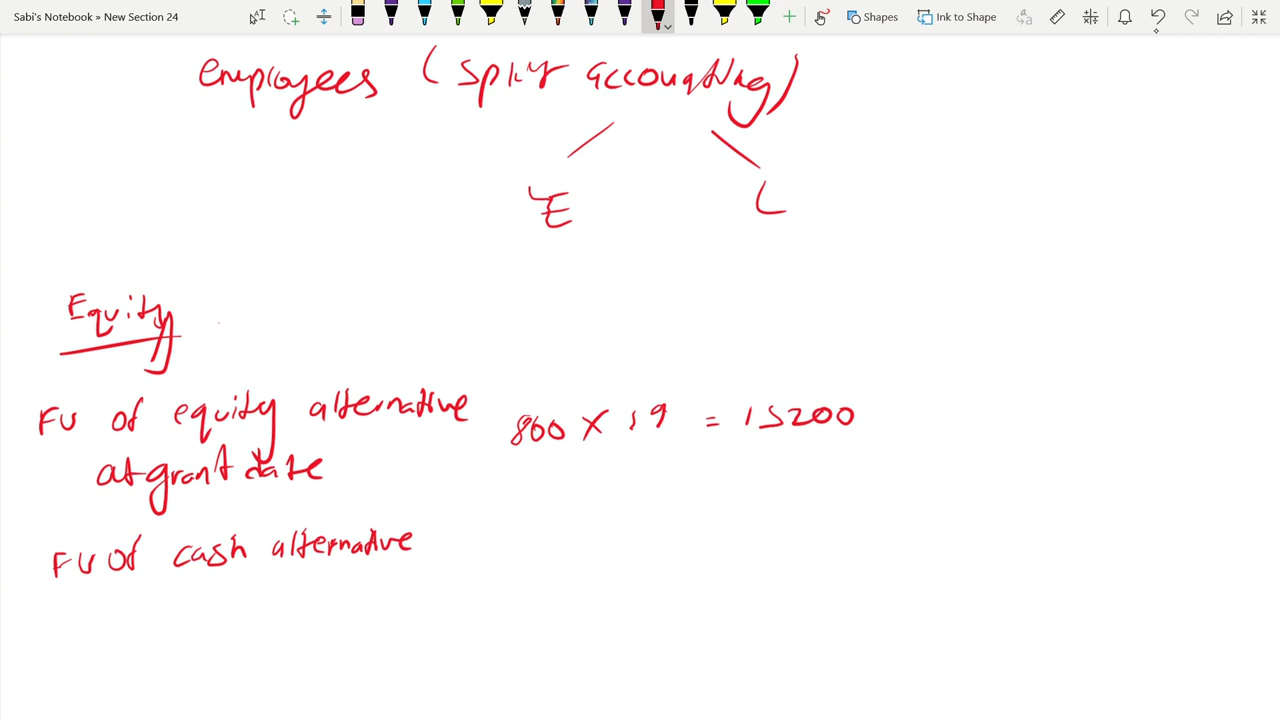 Sabi's Notebook » New Section 24
Shapes
Ink to Shape
employees (split accounting)
E L
Equity
FV of equity alternative 800 x 19 = 15200
at grant date
FV of cash alternative